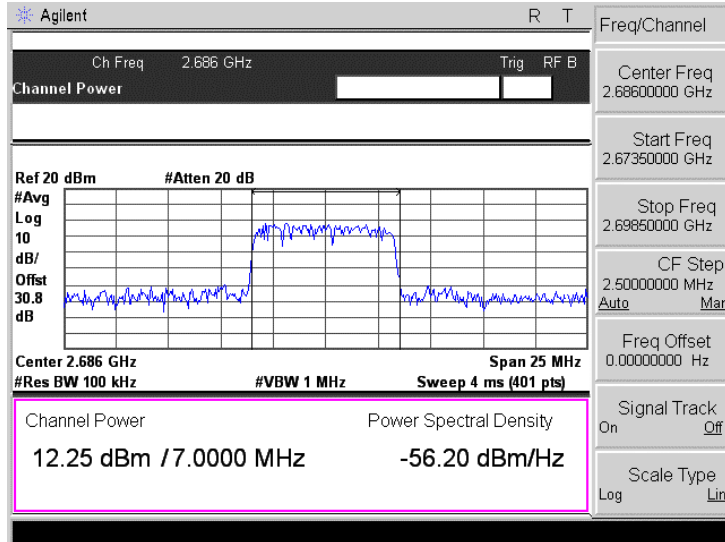 Agilent R T
Ch Freq 2.686 GHz Trig RF B
Channel Power
Ref 20 dBm #Atten 20 dB
#Avg
Log
10
dB/
Offst
30.8
dB
Center 2.686 GHz Span 25 MHz
#Res BW 100 kHz #VBW 1 MHz Sweep 4 ms (401 pts)
Channel Power Power Spectral Density
12.25 dBm / 7.0000 MHz -56.20 dBm/Hz
Freq/Channel
Center Freq
2.68600000 GHz
Start Freq
2.67350000 GHz
Stop Freq
2.69850000 GHz
CF Step
2.50000000 MHz
Auto Man
Freq Offset
0.00000000 Hz
Signal Track
On Off
Scale Type
Log Lin